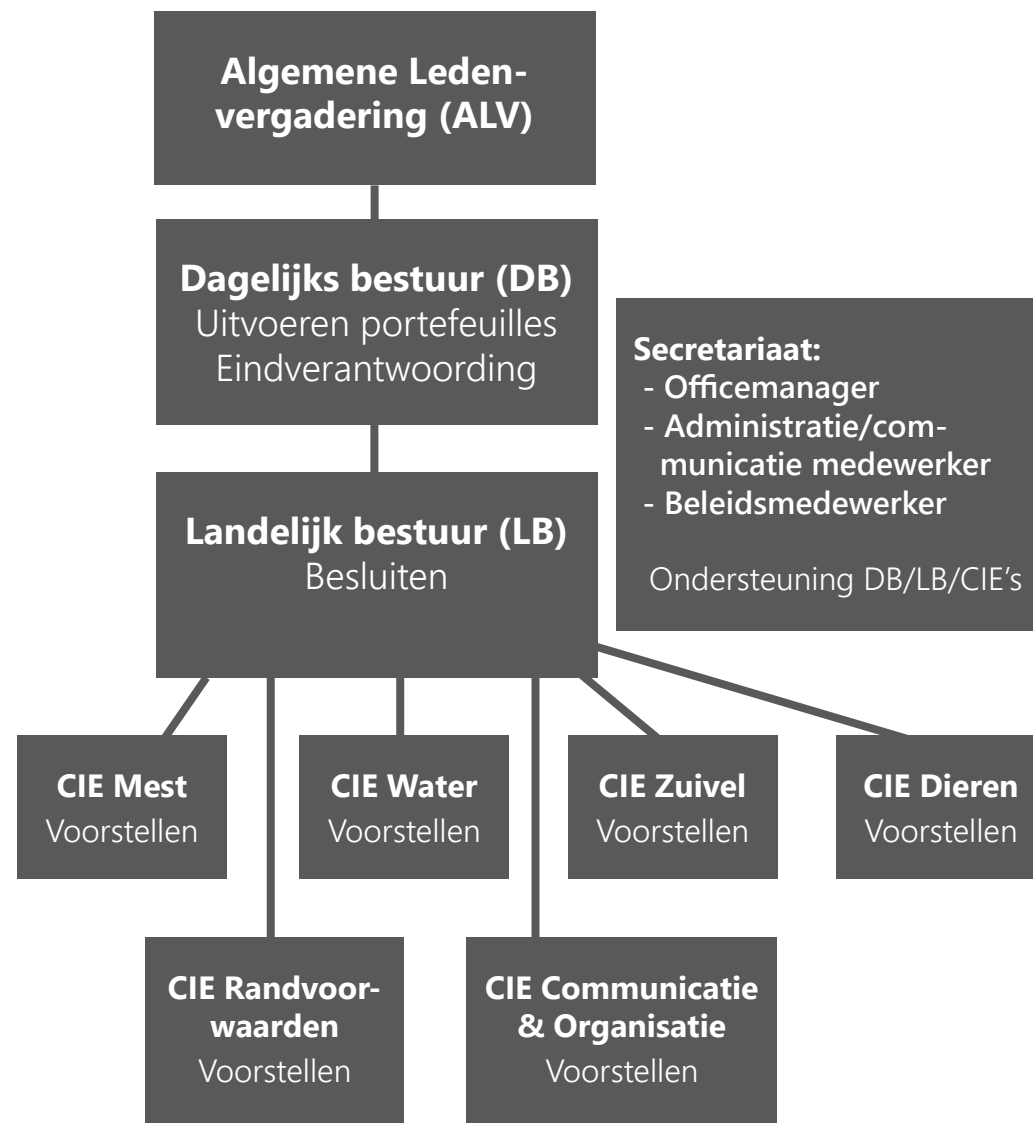 Algemene Leden-
vergadering (ALV)
Dagelijks bestuur (DB)
Uitvoeren portefeuilles
Eindverantwoording
Secretariaat:
- Officemanager
- Administratie/com-
municatie medewerker
- Beleidsmedewerker
Ondersteuning DB/LB/CIE's
Landelijk bestuur (LB)
Besluiten
CIE Mest
Voorstellen
CIE Water
Voorstellen
CIE Zuivel
Voorstellen
CIE Dieren
Voorstellen
CIE Randvoor-
waarden
Voorstellen
CIE Communicatie
& Organisatie
Voorstellen